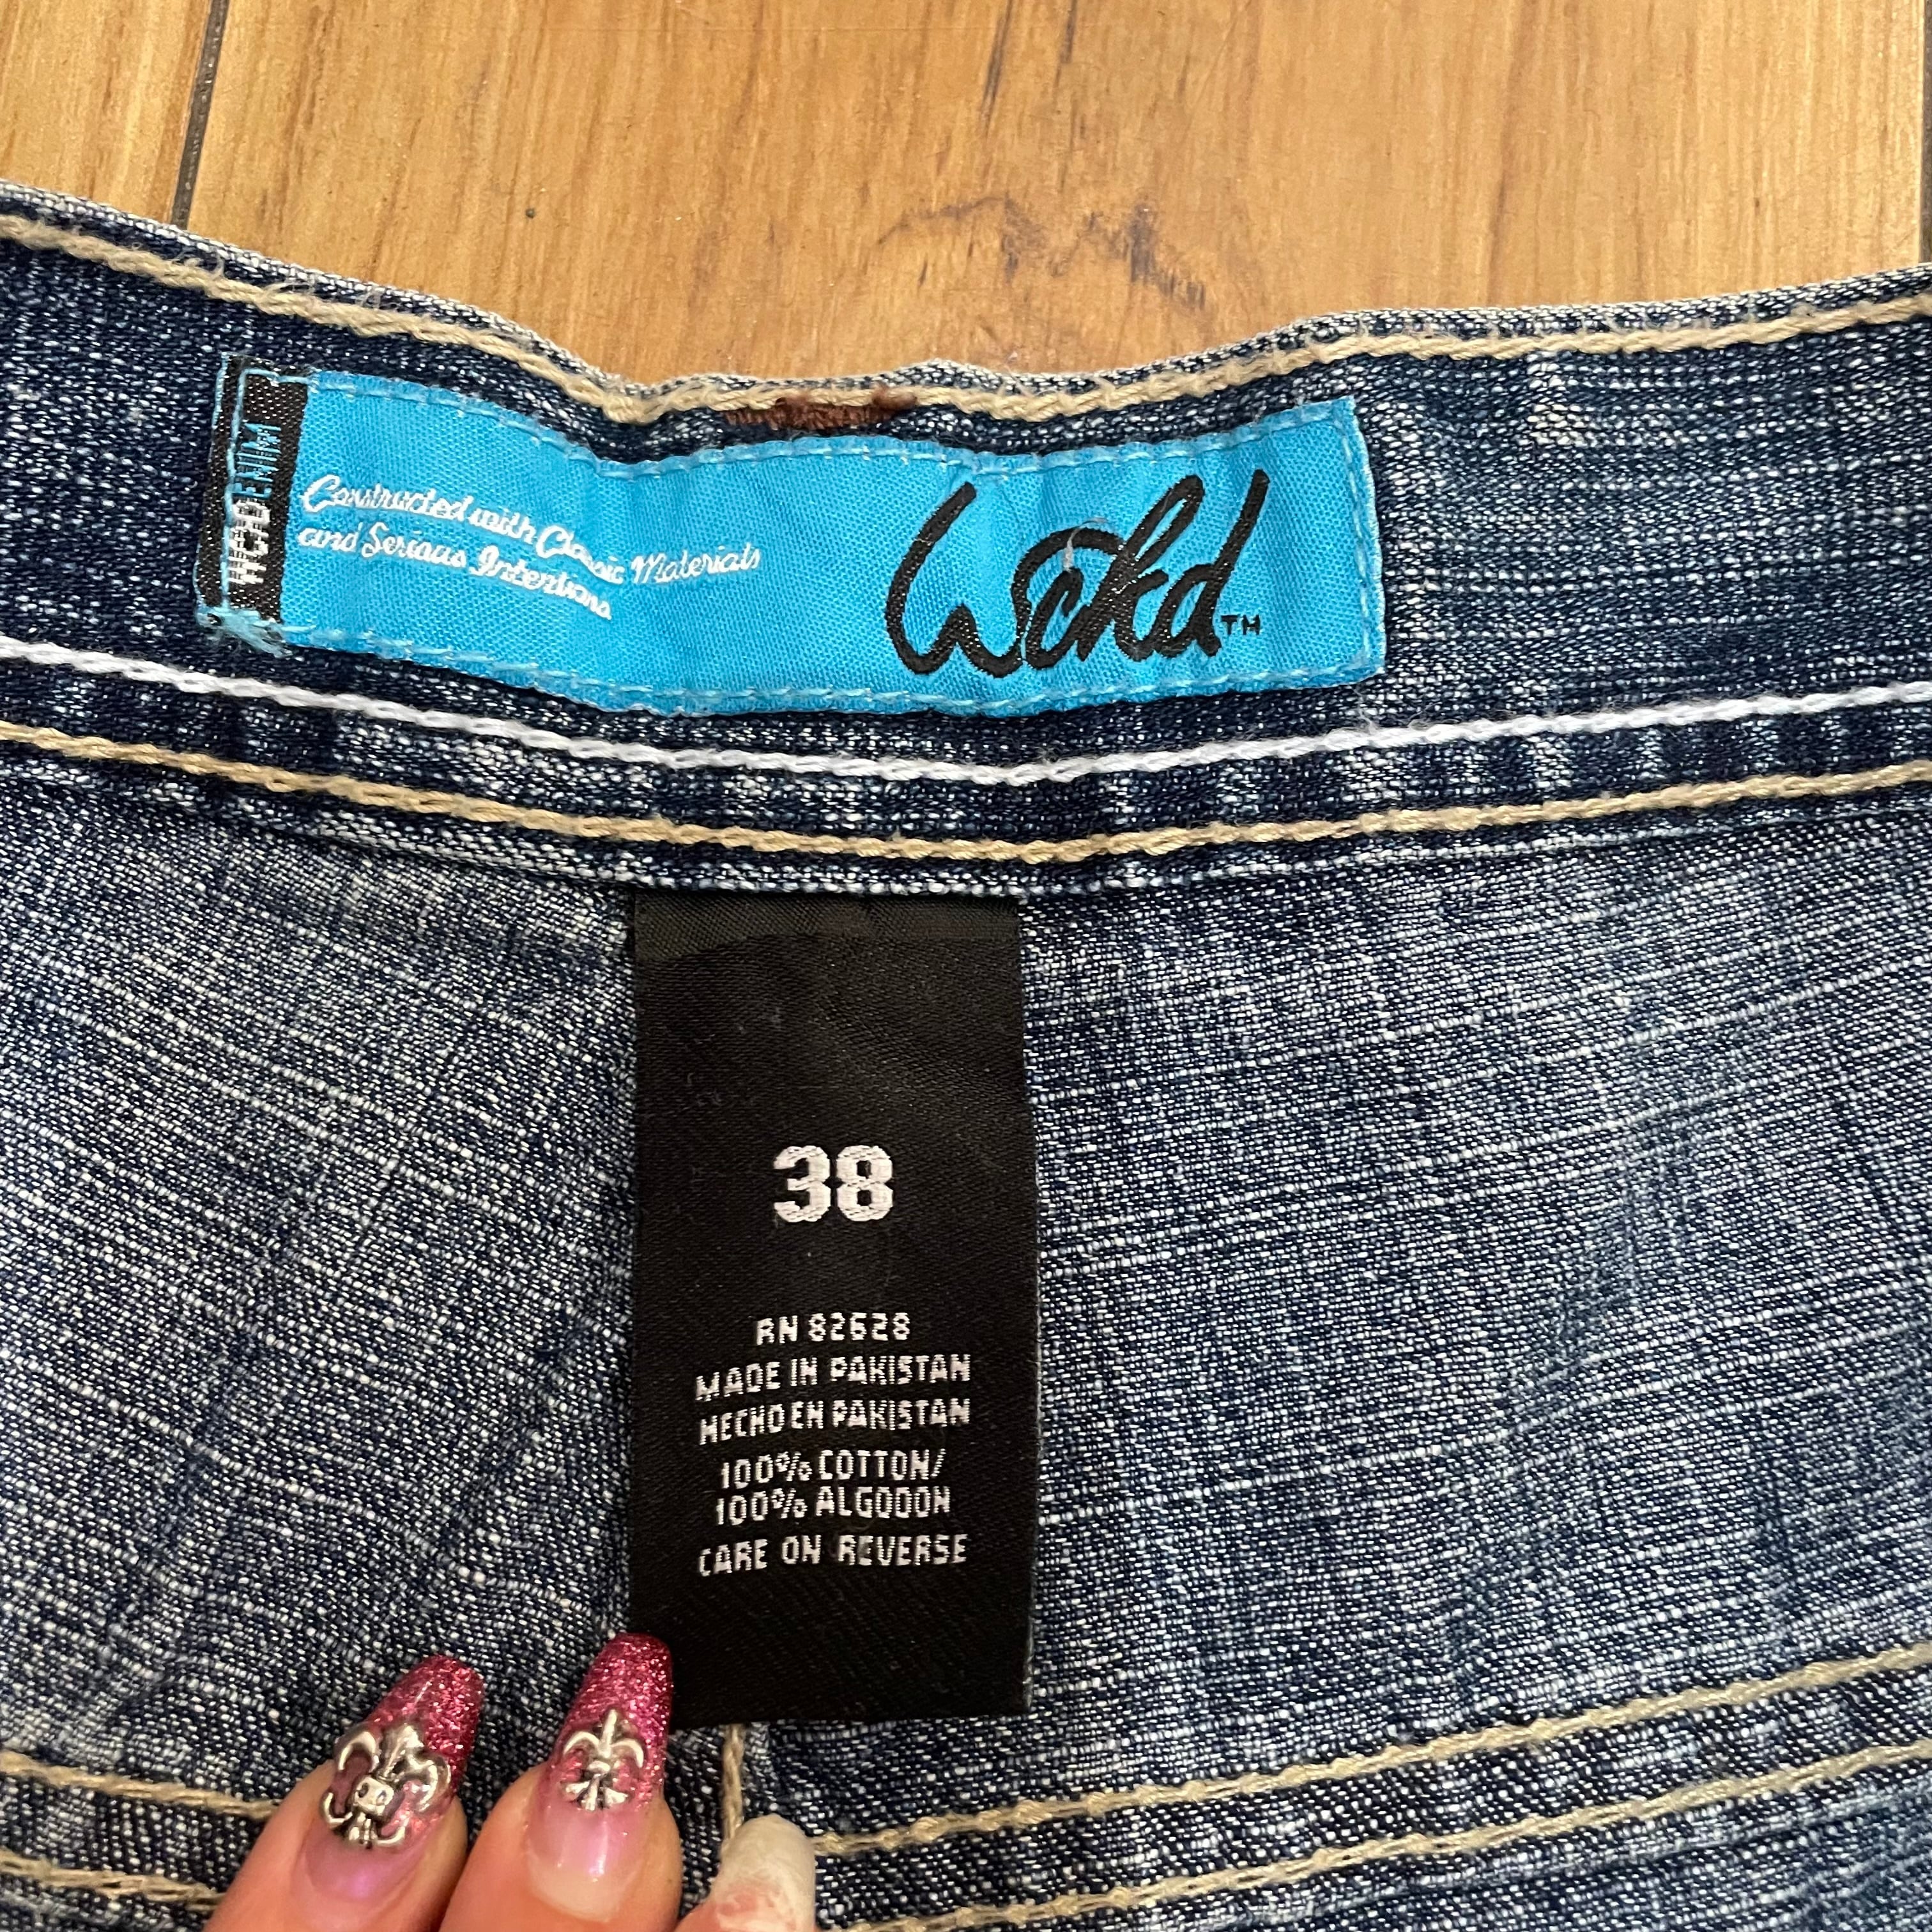 WCD DENIM
Constructed with Classic Materials
and Serious Intentions
Wckd™
38
RN 82628
MADE IN PAKISTAN
HECHO EN PAKISTAN
100% COTTON/
100% ALGODON
CARE ON REVERSE